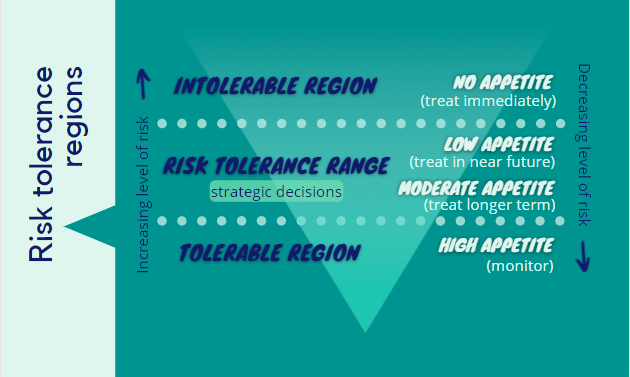 Risk tolerance
regions
Increasing level of risk
INTOLERABLE REGION
NO APPETITE
(treat immediately)
RISK TOLERANCE RANGE
strategic decisions
LOW APPETITE
(treat in near future)
MODERATE APPETITE
(treat longer term)
TOLERABLE REGION
HIGH APPETITE
(monitor)
Decreasing level of risk